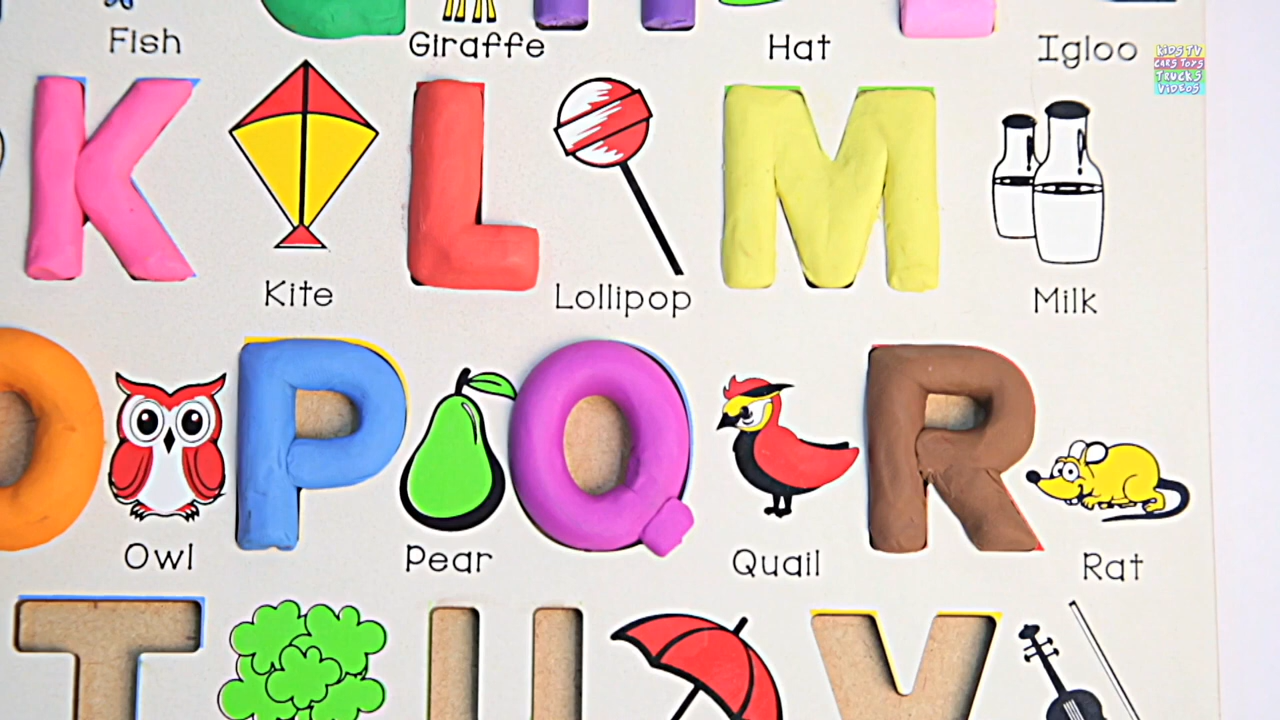 Fish Giraffe Hat Igloo
KIDS TV
CARS TOYS
TRUCKS
VIDEOS
K L M
Kite Lollipop Milk
O P Q R
Owl Pear Quail Rat
T U V